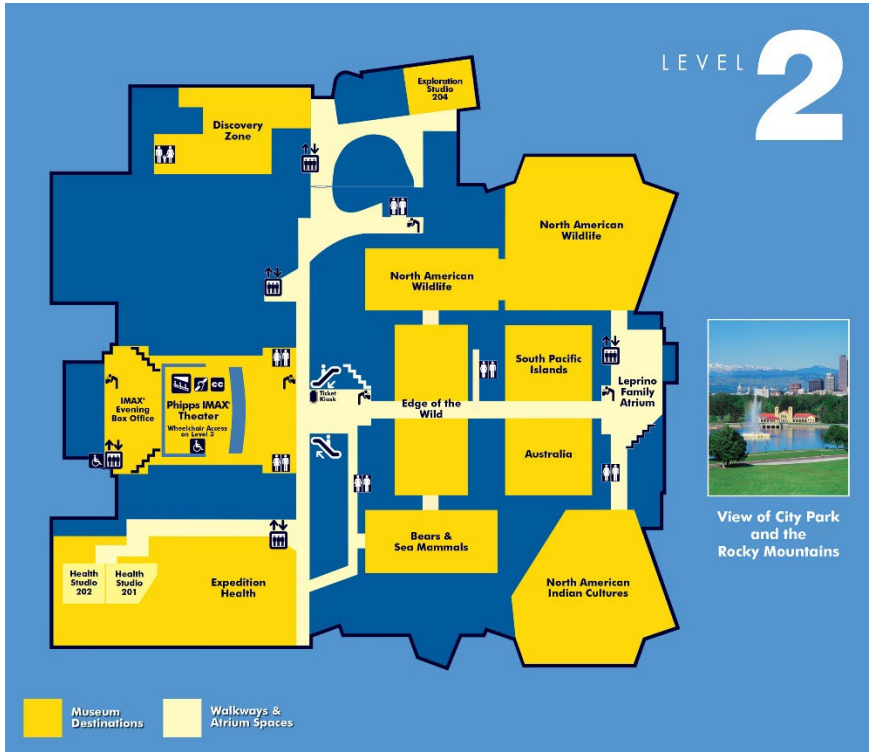 LEVEL 2
Exploration
Studio
204
Discovery
Zone
North American
Wildlife
North American
Wildlife
IMAX®
Evening
Box Office
CC
Phipps IMAX®
Theater
Wheelchair Access
on Level 3
Ticket
Kiosk
Edge of the
Wild
South Pacific
Islands
Leprino
Family
Atrium
Australia
View of City Park
and the
Rocky Mountains
Bears &
Sea Mammals
Health
Studio
202
Health
Studio
201
Expedition
Health
North American
Indian Cultures
Museum
Destinations
Walkways &
Atrium Spaces